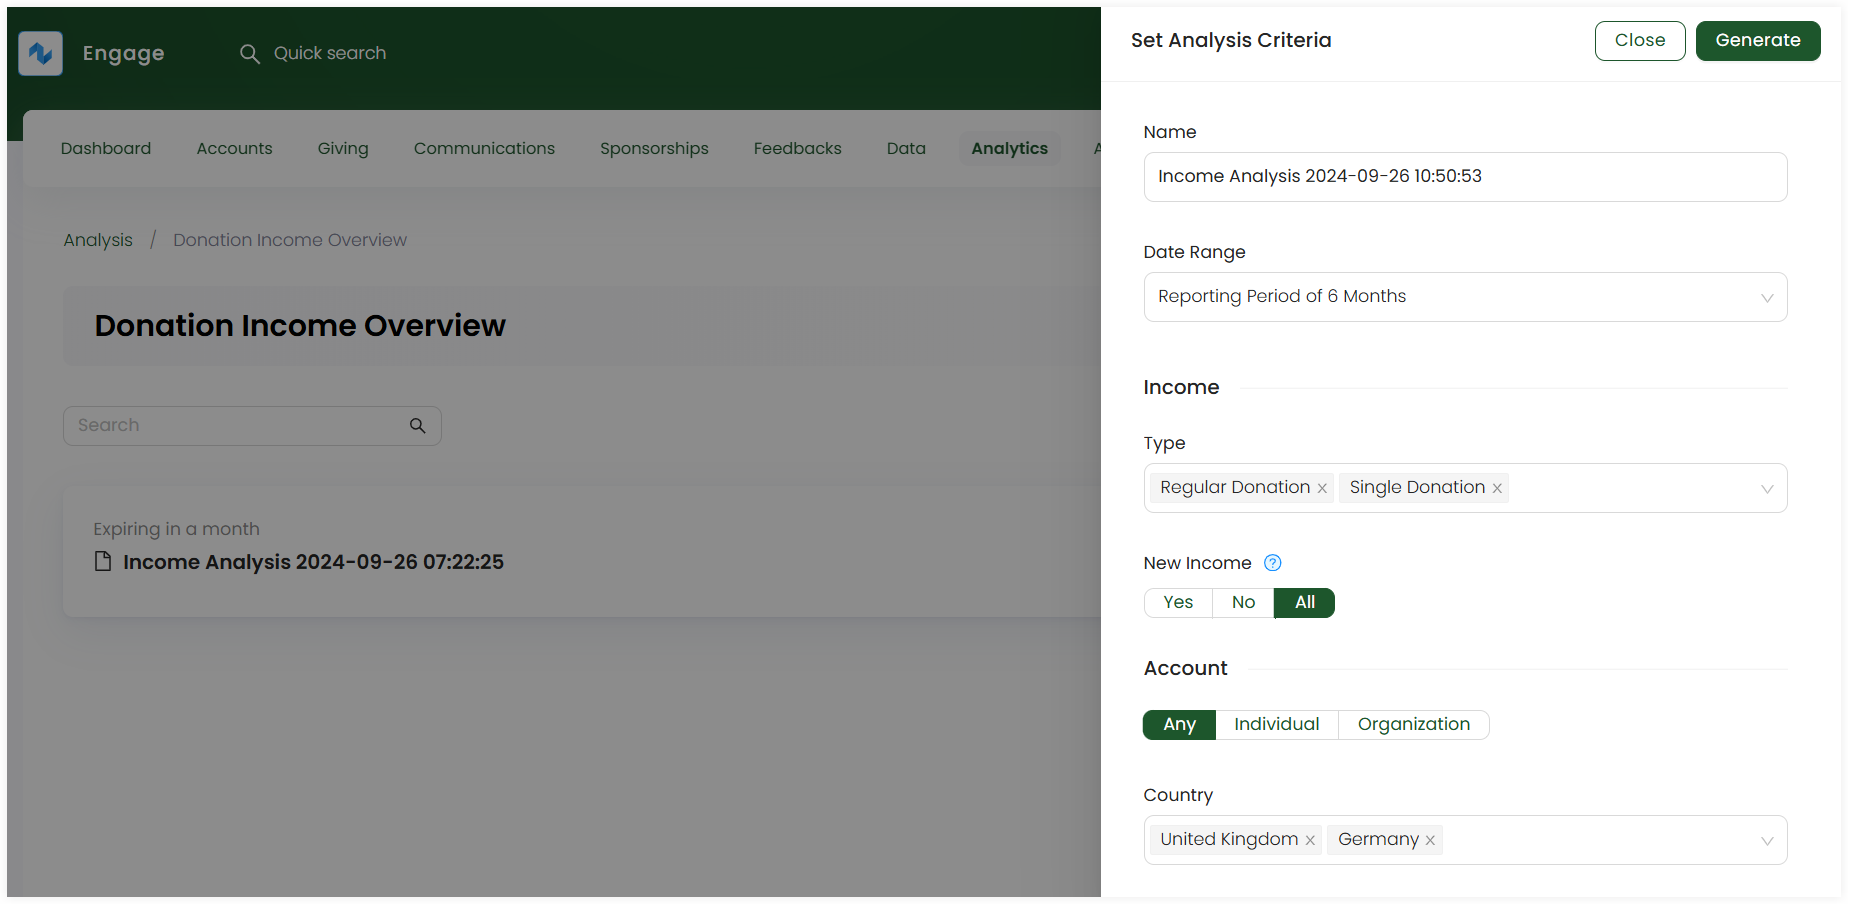 Engage
Quick search
Dashboard Accounts Giving Communications Sponsorships Feedbacks Data Analytics A
Analysis / Donation Income Overview
Donation Income Overview
Search
Expiring in a month
Income Analysis 2024-09-26 07:22:25
Set Analysis Criteria
Close Generate
Name
Income Analysis 2024-09-26 10:50:53
Date Range
Reporting Period of 6 Months
Income
Type
Regular Donation × Single Donation ×
New Income ?
Yes No All
Account
Any Individual Organization
Country
United Kingdom × Germany ×